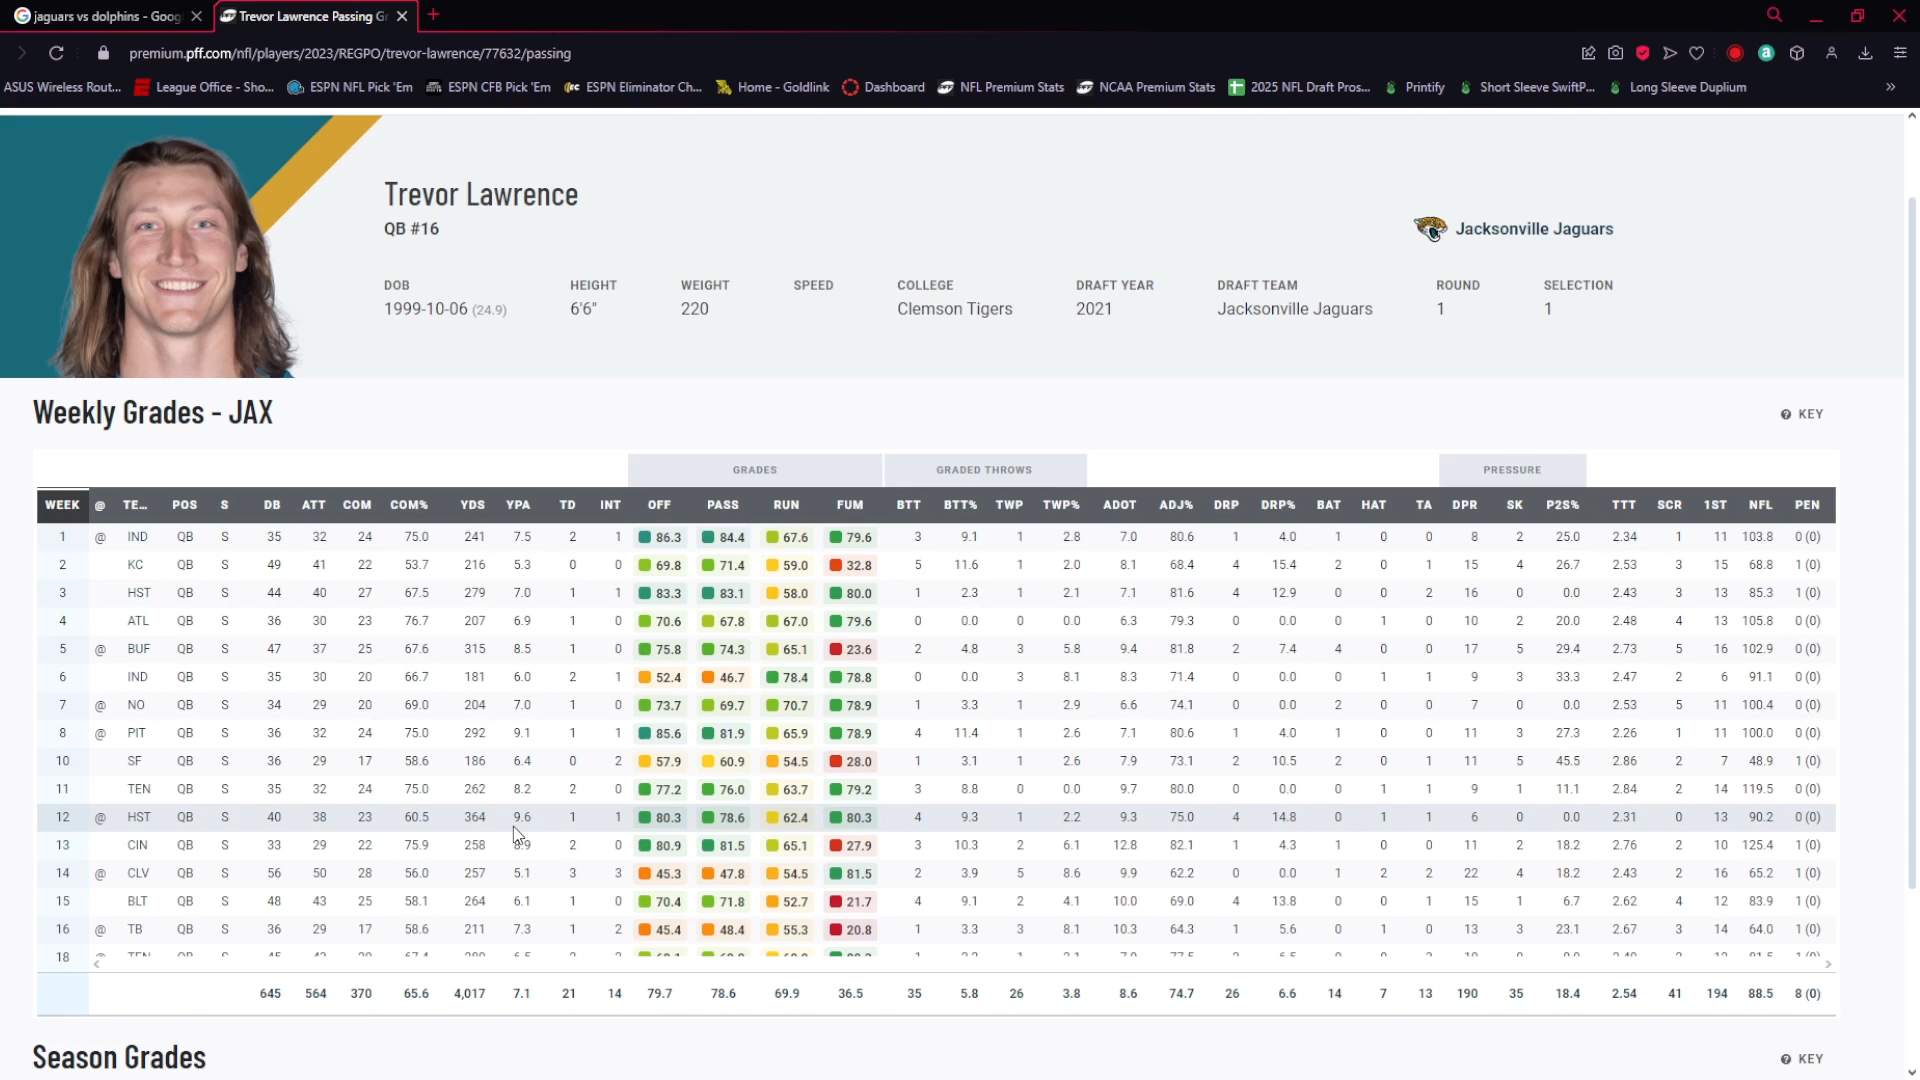 jaguars vs dolphins - Goog
Trevor Lawrence Passing Gr
premium.pff.com/nfl/players/2023/REGPO/trevor-lawrence/77632/passing
ASUS Wireless Rout... League Office - Sho... ESPN NFL Pick 'Em ESPN CFB Pick 'Em ESPN Eliminator Ch... Home - Goldlink Dashboard NFL Premium Stats NCAA Premium Stats 2025 NFL Draft Pros... Printify Short Sleeve SwiftP... Long Sleeve Duplium
Trevor Lawrence
QB #16
Jacksonville Jaguars
DOB HEIGHT WEIGHT SPEED COLLEGE DRAFT YEAR DRAFT TEAM ROUND SELECTION
1999-10-06 (24.9) 6'6" 220 Clemson Tigers 2021 Jacksonville Jaguars 1 1
Weekly Grades - JAX
KEY
GRADES GRADED THROWS PRESSURE
WEEK @ TE... POS S DB ATT COM COM% YDS YPA TD INT OFF PASS RUN FUM BTT BTT% TWP TWP% ADOT ADJ% DRP DRP% BAT HAT TA DPR SK P2S% TTT SCR 1ST NFL PEN
1 @ IND QB S 35 32 24 75.0 241 7.5 2 1 86.3 84.4 67.6 79.6 3 9.1 1 2.8 7.0 80.6 1 4.0 1 0 0 8 2 25.0 2.34 1 11 103.8 0 (0)
2 KC QB S 49 41 22 53.7 216 5.3 0 0 69.8 71.4 59.0 32.8 5 11.6 1 2.0 8.1 68.4 4 15.4 2 0 1 15 4 26.7 2.53 3 15 68.8 1 (0)
3 HST QB S 44 40 27 67.5 279 7.0 1 1 83.3 83.1 58.0 80.0 1 2.3 1 2.1 7.1 81.6 4 12.9 0 0 2 16 0 0.0 2.43 3 13 85.3 1 (0)
4 ATL QB S 36 30 23 76.7 207 6.9 1 0 70.6 67.8 67.0 79.6 0 0.0 0 0.0 6.3 79.3 0 0.0 0 1 0 10 2 20.0 2.48 4 13 105.8 0 (0)
5 @ BUF QB S 47 37 25 67.6 315 8.5 1 0 75.8 74.3 65.1 23.6 2 4.8 3 5.8 9.4 81.8 2 7.4 4 0 0 17 5 29.4 2.73 5 16 102.9 0 (0)
6 IND QB S 35 30 20 66.7 181 6.0 2 1 52.4 46.7 78.4 78.8 0 0.0 3 8.1 8.3 71.4 0 0.0 0 1 1 9 3 33.3 2.47 2 6 91.1 0 (0)
7 @ NO QB S 34 29 20 69.0 204 7.0 1 0 73.7 69.7 70.7 78.9 1 3.3 1 2.9 6.6 74.1 0 0.0 2 0 0 7 0 0.0 2.53 5 11 100.4 0 (0)
8 @ PIT QB S 36 32 24 75.0 292 9.1 1 1 85.6 81.9 65.9 78.9 4 11.4 1 2.6 7.1 80.6 1 4.0 1 0 0 11 3 27.3 2.26 1 11 100.0 0 (0)
10 SF QB S 36 29 17 58.6 186 6.4 0 2 57.9 60.9 54.5 28.0 1 3.1 1 2.6 7.9 73.1 2 10.5 2 0 1 11 5 45.5 2.86 2 7 48.9 1 (0)
11 TEN QB S 35 32 24 75.0 262 8.2 2 0 77.2 76.0 63.7 79.2 3 8.8 0 0.0 9.7 80.0 0 0.0 0 1 1 9 1 11.1 2.84 2 14 119.5 0 (0)
12 @ HST QB S 40 38 23 60.5 364 9.6 1 1 80.3 78.6 62.4 80.3 4 9.3 1 2.2 9.3 75.0 4 14.8 0 1 1 6 0 0.0 2.31 0 13 90.2 0 (0)
13 CIN QB S 33 29 22 75.9 258 2 0 80.9 81.5 65.1 27.9 3 10.3 2 6.1 12.8 82.1 1 4.3 1 0 0 11 2 18.2 2.76 2 10 125.4 1 (0)
14 @ CLV QB S 56 50 28 56.0 257 5.1 3 3 45.3 47.8 54.5 81.5 2 3.9 5 8.6 9.9 62.2 0 0.0 1 2 2 22 4 18.2 2.43 2 16 65.2 1 (0)
15 BLT QB S 48 43 25 58.1 264 6.1 1 0 70.4 71.8 52.7 21.7 4 9.1 2 4.1 10.0 69.0 4 13.8 0 0 1 15 1 6.7 2.62 4 12 83.9 1 (0)
16 @ TB QB S 36 29 17 58.6 211 7.3 1 2 45.4 48.4 55.3 20.8 1 3.3 3 8.1 10.3 64.3 1 5.6 0 1 0 13 3 23.1 2.67 3 14 64.0 1 (0)
18 @ TEN QB S
645 564 370 65.6 4,017 7.1 21 14 79.7 78.6 69.9 36.5 35 5.8 26 3.8 8.6 74.7 26 6.6 14 7 13 190 35 18.4 2.54 41 194 88.5 8 (0)
Season Grades
KEY